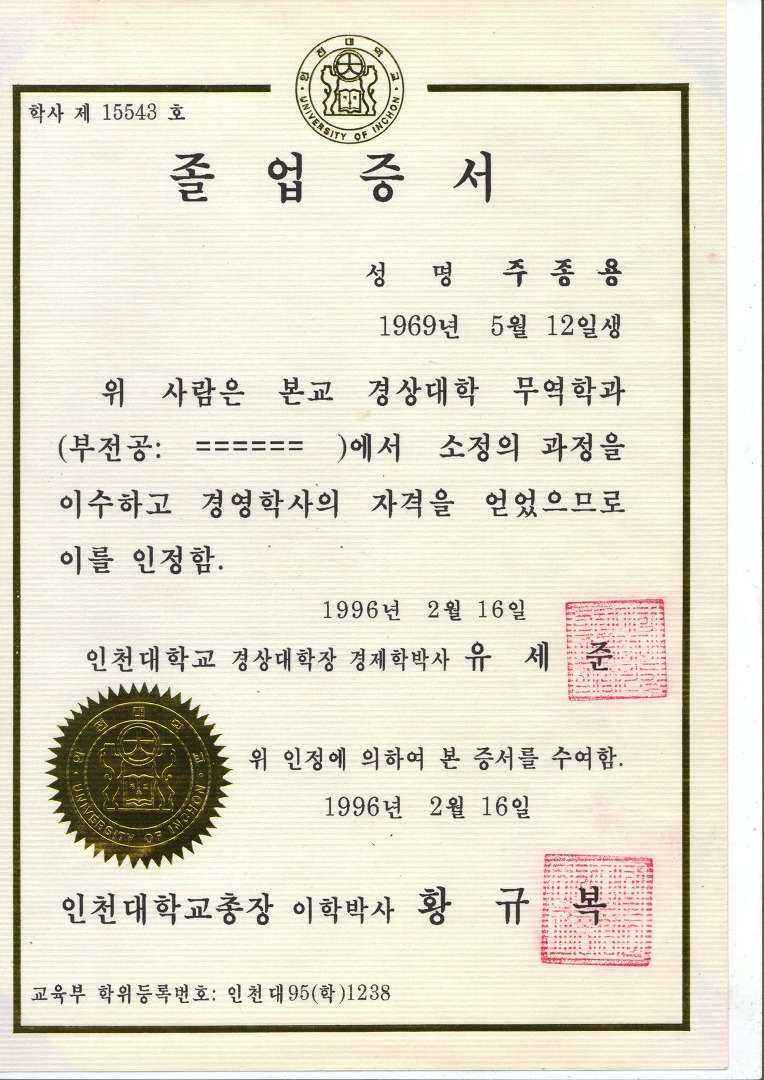 인천대학교
UNIVERSITY OF INCHON
학사 제 15543 호
졸 업 증 서
성 명 주 종 용
1969년 5월 12일생
위 사람은 본교 경상대학 무역학과
(부전공: ====== )에서 소정의 과정을
이수하고 경영학사의 자격을 얻었으므로
이를 인정함.
1996년 2월 16일
인천대학교 경상대학장 경제학박사 유 세 준
인천대학교
UNIVERSITY OF INCHON
위 인정에 의하여 본 증서를 수여함.
1996년 2월 16일
인천대학교총장 이학박사 황 규 복
교육부 학위등록번호: 인천대95(학)1238